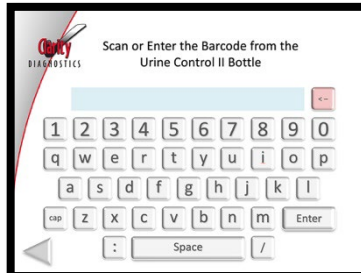 Clarity
DIAGNOSTICS
Scan or Enter the Barcode from the
Urine Control II Bottle
<-
1 2 3 4 5 6 7 8 9 0
q w e r t y u i o p
a s d f g h j k l
cap z x c v b n m Enter
: Space /